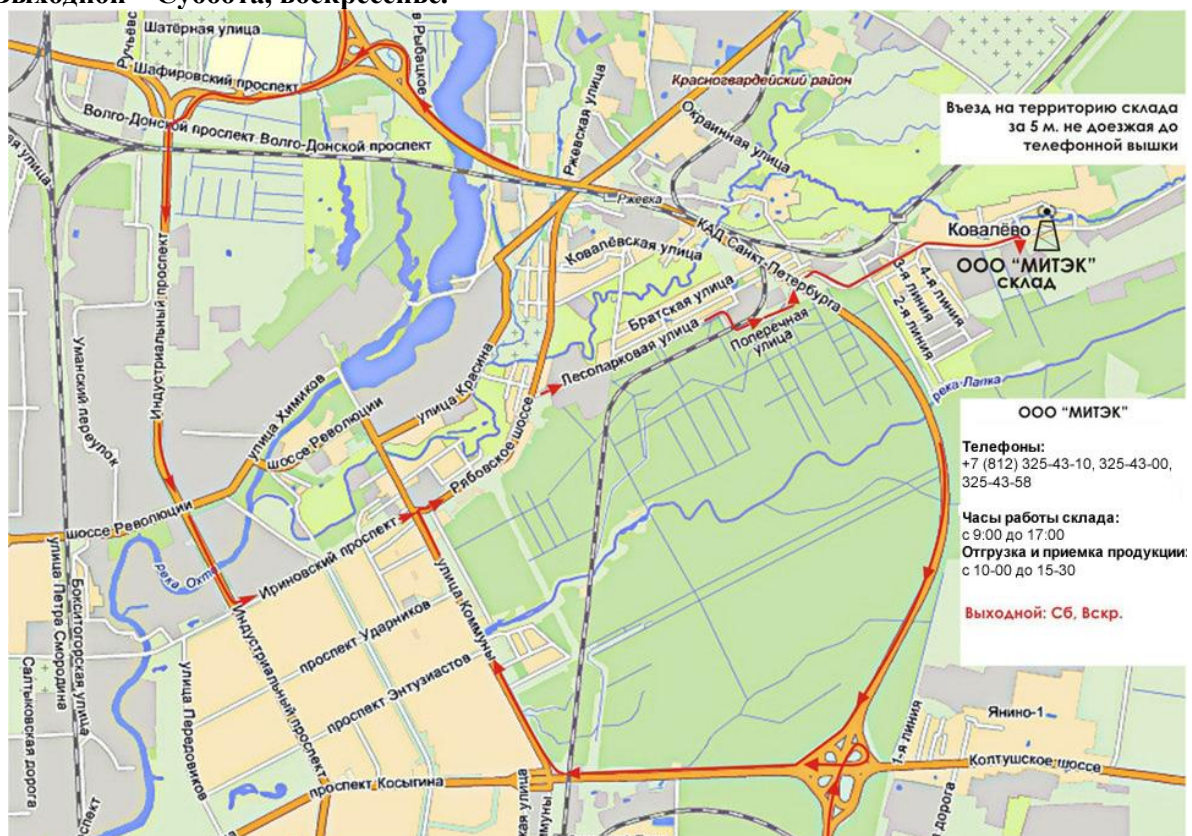 Выходной – Суббота, воскресенье.
Шатёрная улица
Р. Шафировский проспект
Волго-Донской проспект Волго-Донской проспект
в Рыбацкое
Ржевская улица
Красногвардейский район
Окраинная улица
Въезд на территорию склада
за 5 м. не доезжая до
телефонной вышки
Ржевка
КАД Санкт-Петербурга
Ковалёвская улица
Ковалёво
ООО "МИТЭК"
СКЛАД
Братская улица
Лесопарковая улица
Поперечная
улица
4-я линия
3-я линия
2-я линия
река Лапка
Индустриальный проспект
Уманский переулок
улица Химиков
шоссе Революции
улица Красина
Рябовское шоссе
шоссе Революции
река Охта
Ириновский проспект
улица Коммуны
улица Петра Смородина
Бокситогорская улица
Салтыковская дорога
улица Передовиков
Индустриальный проспект
проспект Ударников
проспект Энтузиастов
проспект Косыгина
1-я линия
Янино-1
Колтушское шоссе
ООО "МИТЭК"
Телефоны:
+7 (812) 325-43-10, 325-43-00,
325-43-58
Часы работы склада:
с 9:00 до 17:00
Отгрузка и приемка продукции:
с 10-00 до 15-30
Выходной: Сб, Вскр.